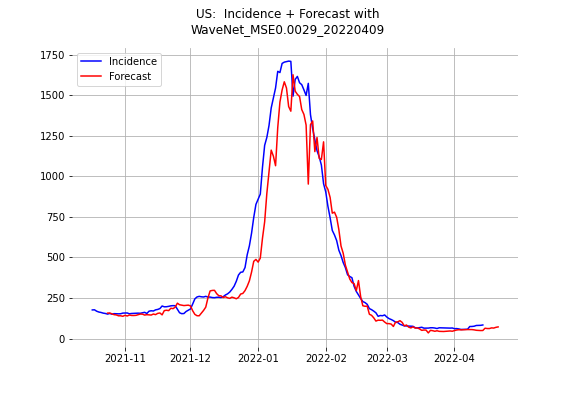 US:  Incidence + Forecast with
WaveNet_MSE0.0029_20220409
Incidence
Forecast
1750
1500
1250
1000
750
500
250
0
2021-11 2021-12 2022-01 2022-02 2022-03 2022-04